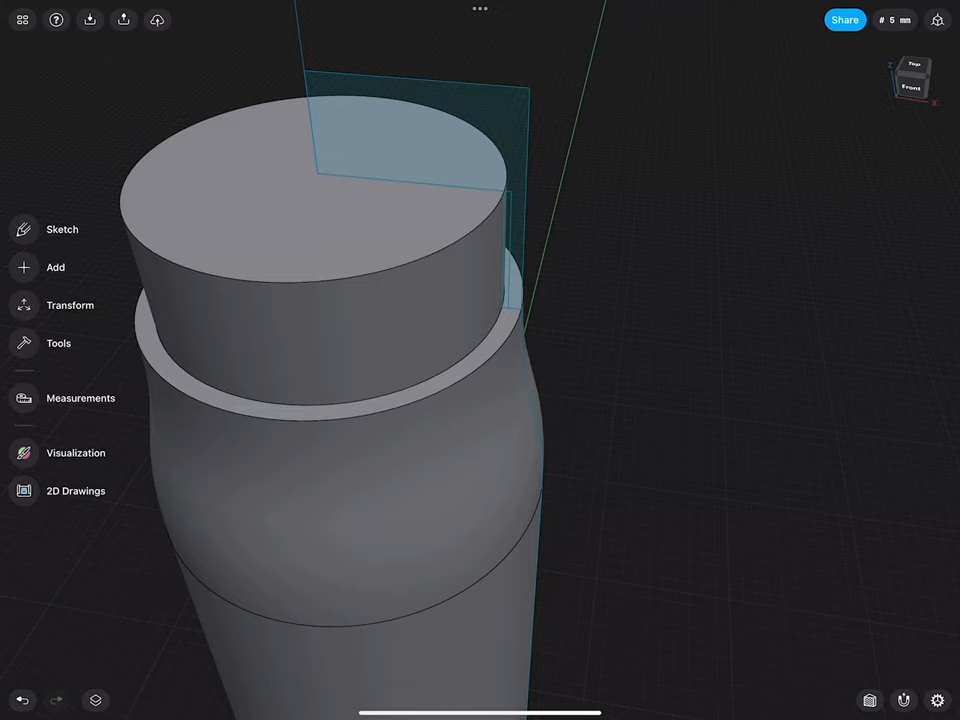 Share
# 5 mm
Top
Front
Z
X
Sketch
Add
Transform
Tools
Measurements
Visualization
2D Drawings